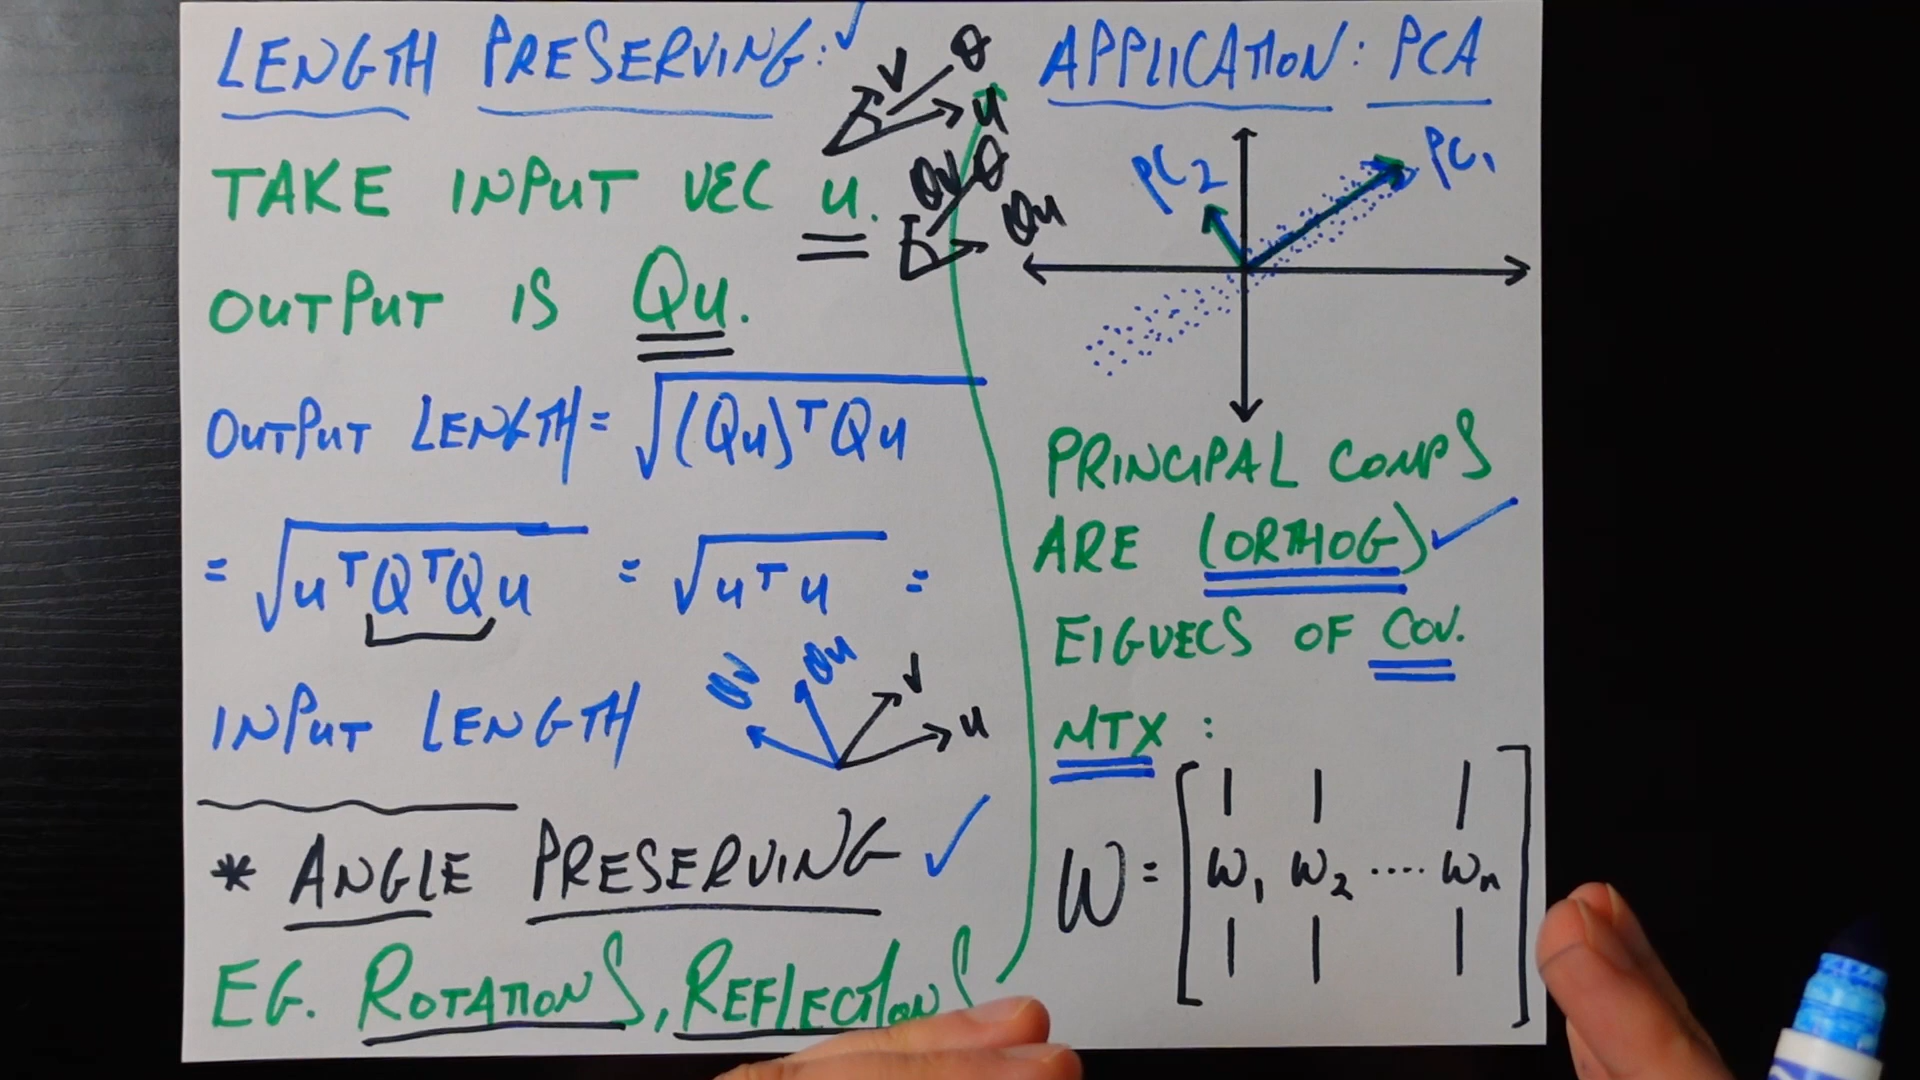 LENGTH PRESERVING: ✓
V θ
u
TAKE INPUT VEC u.
QV θ
Qu
OUTPUT IS Qu.
OUTPUT LENGTH = √(Qu)ᵀQu
= √uᵀQᵀQu = √uᵀu =
INPUT LENGTH
Qv Qu v u
* ANGLE PRESERVING ✓
EG. ROTATIONS, REFLECTIONS
APPLICATION: PCA
PC2 PC1
PRINCIPAL COMPS
ARE (ORTHOG) ✓
EIGVECS OF COV.
MTX:
W = [w₁ w₂ .... wₙ]